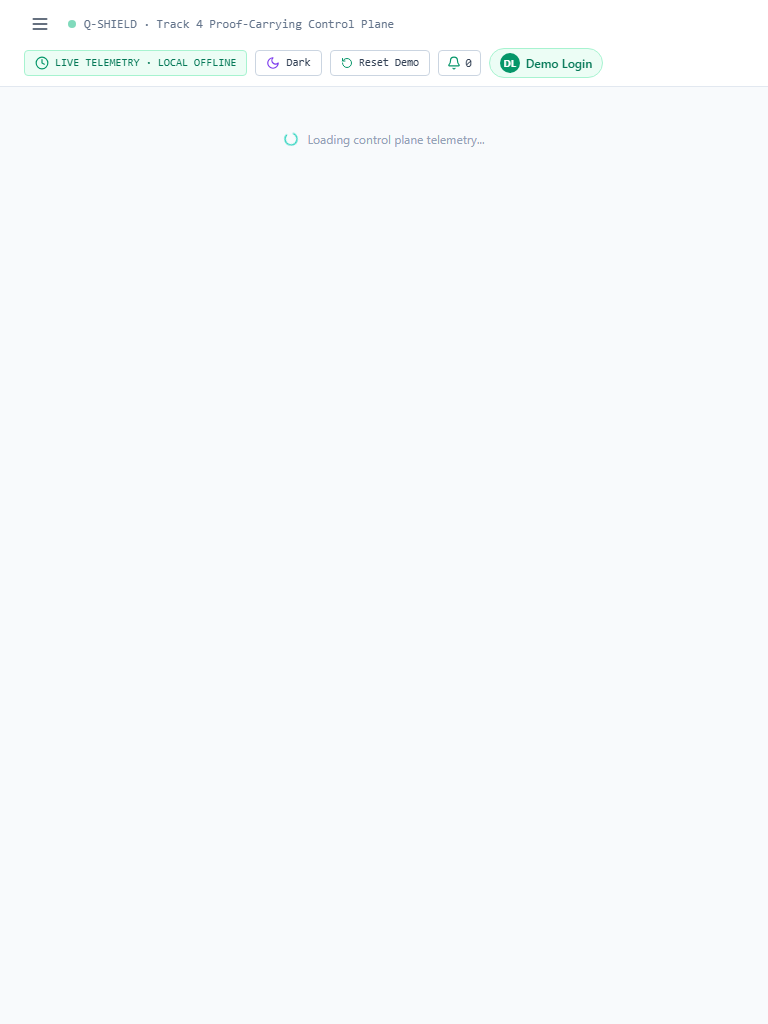 Q-SHIELD · Track 4 Proof-Carrying Control Plane
LIVE TELEMETRY · LOCAL OFFLINE
Dark
Reset Demo
0
DL
Demo Login
Loading control plane telemetry...